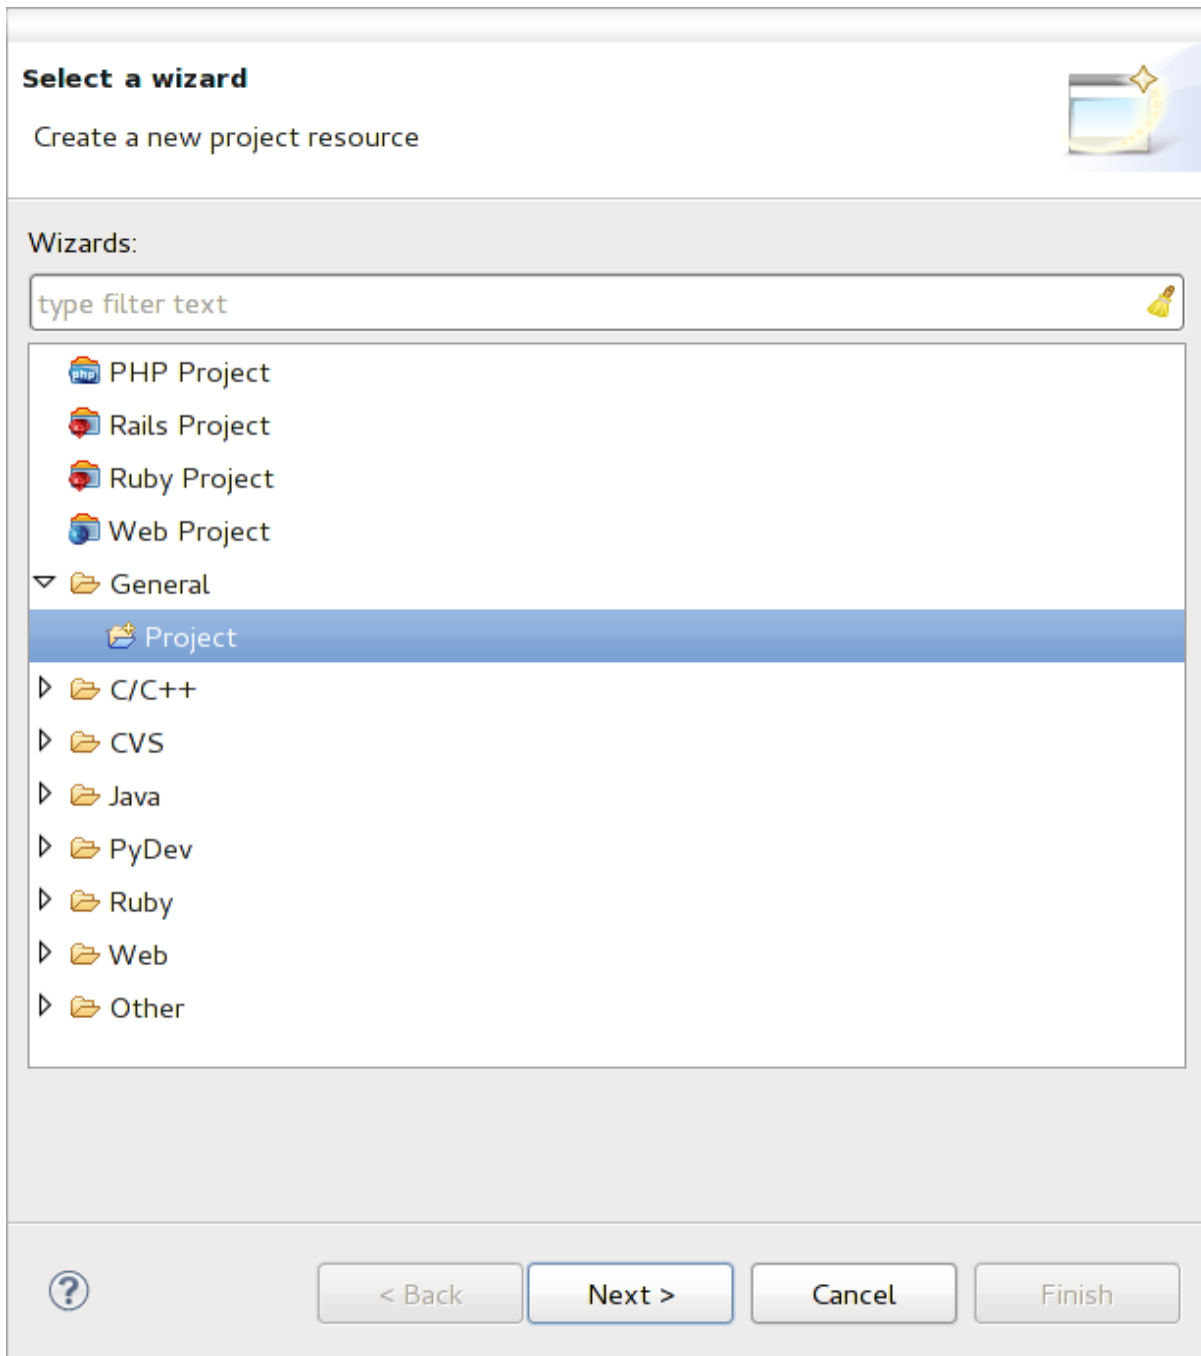 Select a wizard
Create a new project resource
Wizards:
type filter text
php PHP Project
Rails Project
Ruby Project
Web Project
General
Project
C/C++
CVS
Java
PyDev
Ruby
Web
Other
? < Back Next > Cancel Finish